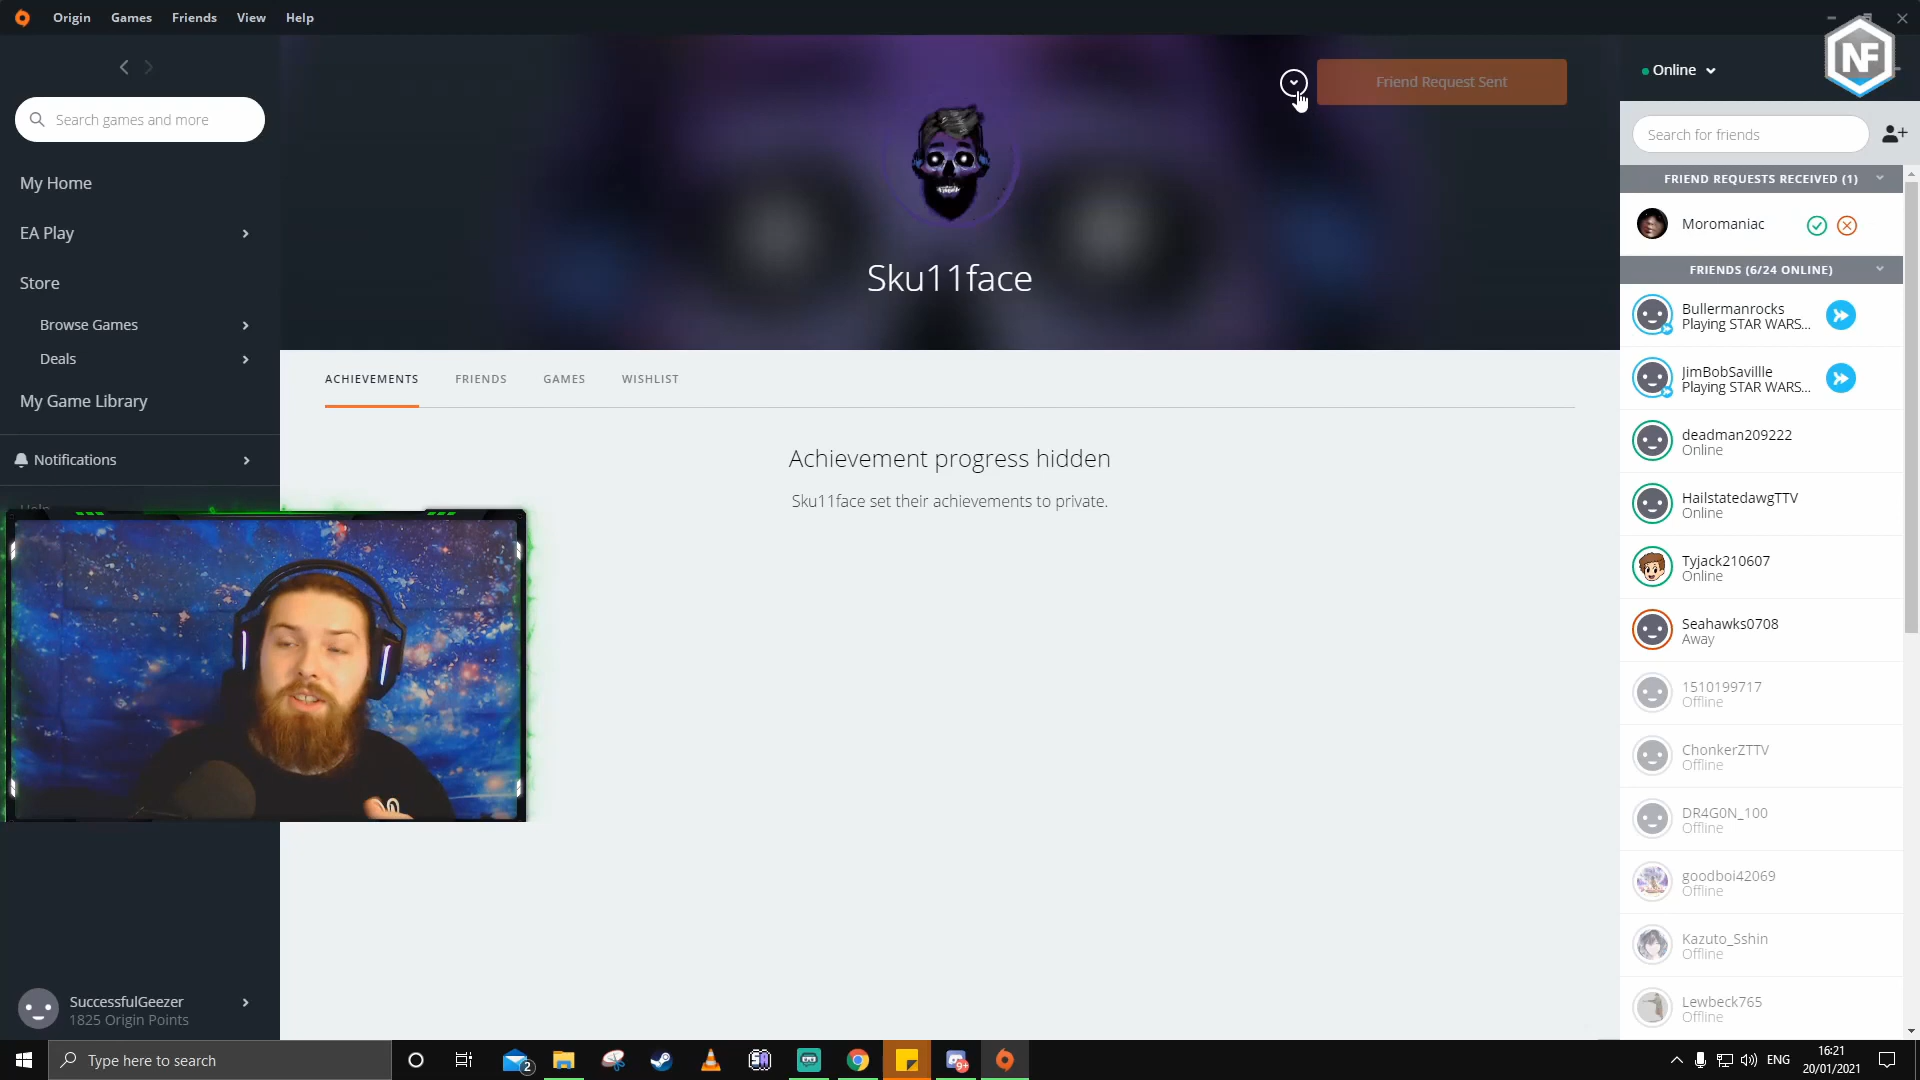 Origin
Games
Friends
View
Help
NF
Search games and more
My Home
EA Play
Store
Browse Games
Deals
My Game Library
Notifications
Help
SuccessfulGeezer
1825 Origin Points
Friend Request Sent
Sku11face
ACHIEVEMENTS
FRIENDS
GAMES
WISHLIST
Achievement progress hidden
Sku11face set their achievements to private.
Online
Search for friends
FRIEND REQUESTS RECEIVED (1)
Moromaniac
FRIENDS (6/24 ONLINE)
Bullermanrocks
Playing STAR WARS...
JimBobSavillle
Playing STAR WARS...
deadman209222
Online
HailstatedawgTTV
Online
Tyjack210607
Online
Seahawks0708
Away
1510199717
Offline
ChonkerZTTV
Offline
DR4G0N_100
Offline
goodboi42069
Offline
Kazuto_Sshin
Offline
Lewbeck765
Offline
Type here to search
2
9+
ENG
16:21
20/01/2021